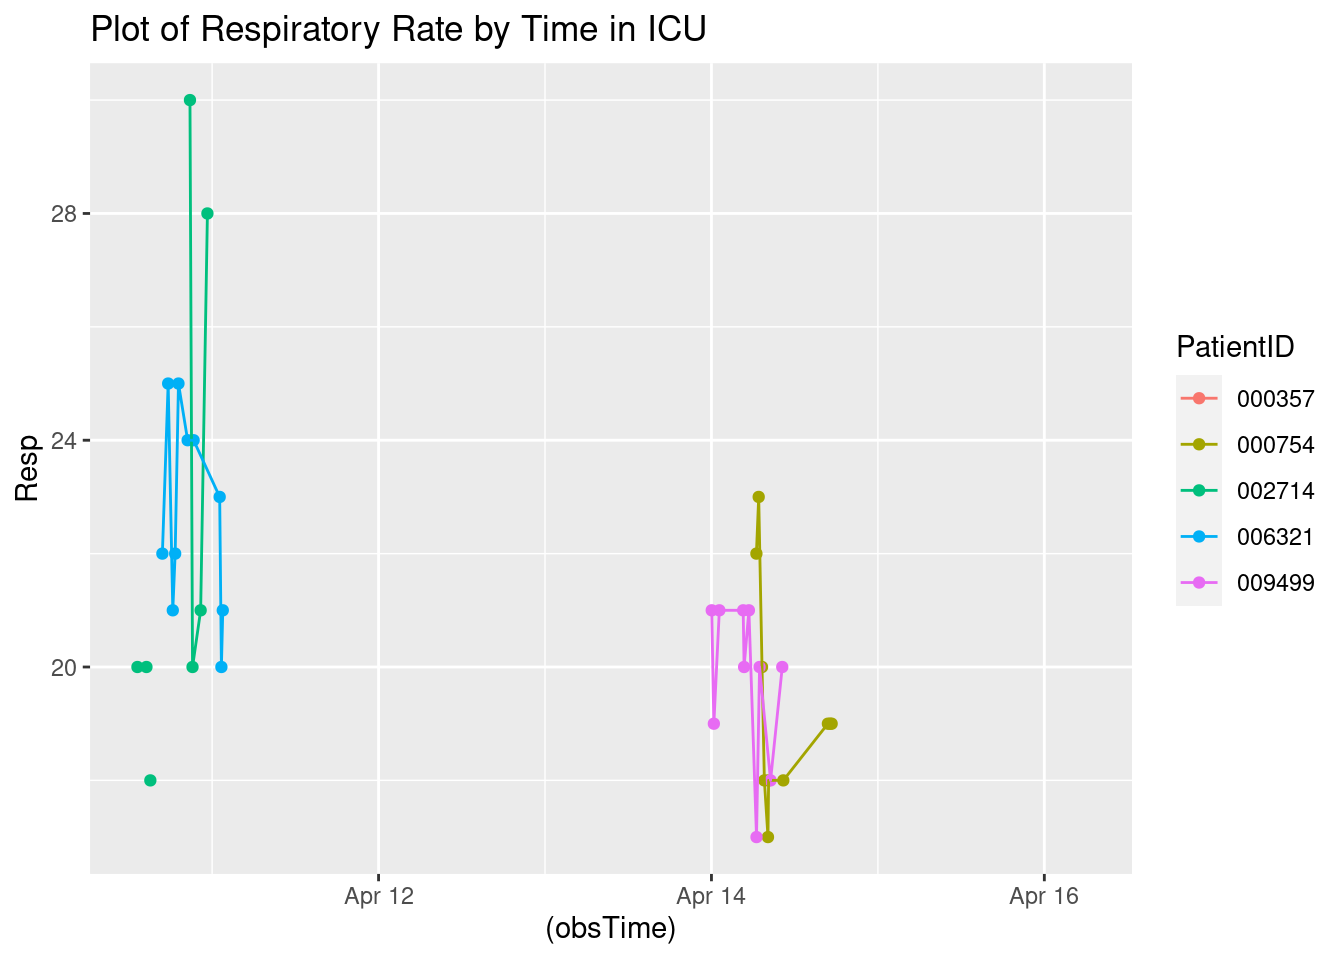 Plot of Respiratory Rate by Time in ICU
28
24
20
Resp
Apr 12
Apr 14
Apr 16
(obsTime)
PatientID
000357
000754
002714
006321
009499